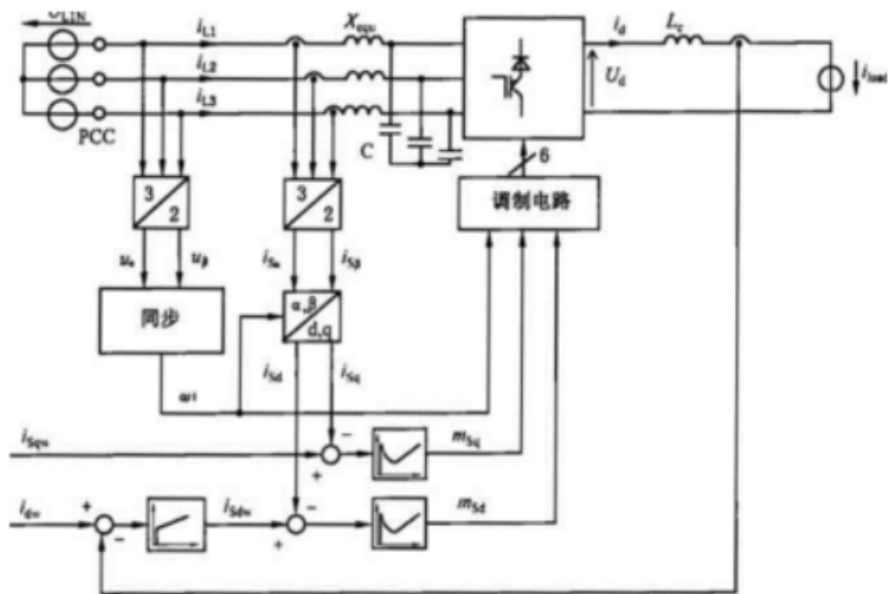 U_LIN
i_L1
X_equ
i_d
L_c
i_L2
U_d
i_load
i_L3
PCC
C
6
3
2
3
2
调制电路
u_α
u_β
i_Sα
i_Sβ
同步
α,β
d,q
i_Sd
i_Sq
ωt
i_Sqw
−
+
m_Sq
i_dw
+
−
i_Sdw
−
+
m_Sd